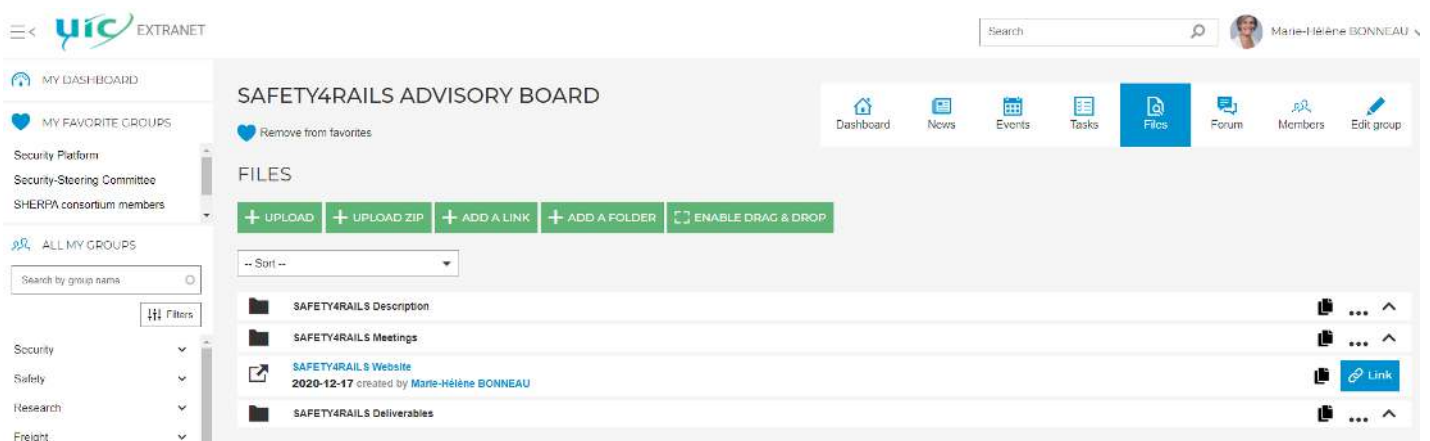 uic EXTRANET
Search
Marie-Hélène BONNEAU
MY DASHBOARD
MY FAVORITE GROUPS
Security Platform
Security-Steering Committee
SHERPA consortium members
ALL MY GROUPS
Search by group name
Filters
Security
Safety
Research
Freight
SAFETY4RAILS ADVISORY BOARD
Remove from favorites
Dashboard
News
Events
Tasks
Files
Forum
Members
Edit group
FILES
+ UPLOAD
+ UPLOAD ZIP
+ ADD A LINK
+ ADD A FOLDER
ENABLE DRAG & DROP
-- Sort --
SAFETY4RAILS Description
SAFETY4RAILS Meetings
SAFETY4RAILS Website
2020-12-17 created by Marie-Hélène BONNEAU
Link
SAFETY4RAILS Deliverables